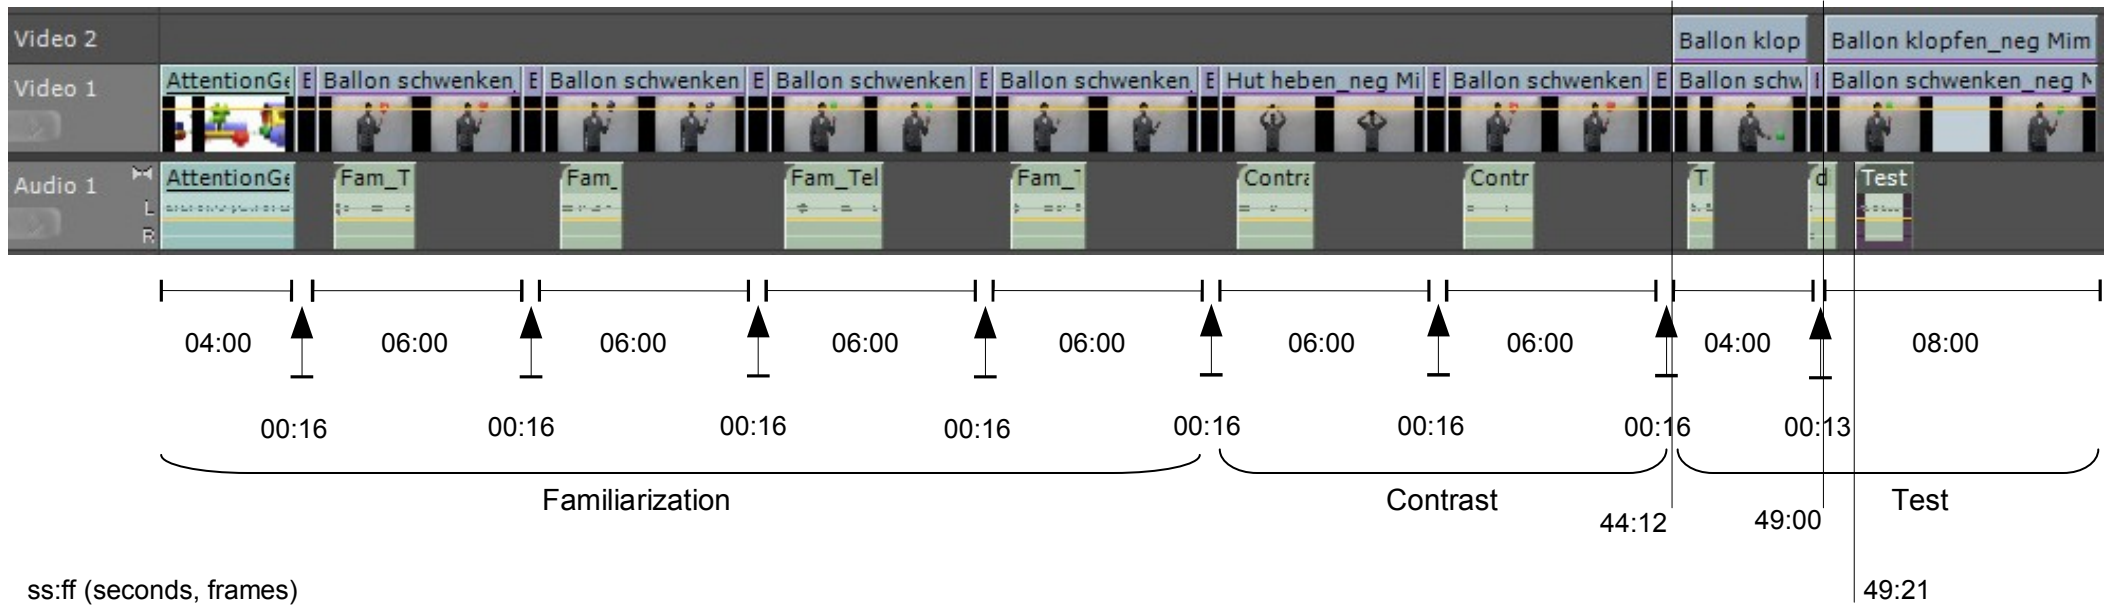 Video 2
Ballon klop
Ballon klopfen_neg Mim
Video 1
AttentionGe
E
Ballon schwenken,
E
Ballon schwenken
E
Ballon schwenken
E
Ballon schwenken,
E
Hut heben_neg Mi
E
Ballon schwenken
E
Ballon schw
Ballon schwenken_neg M
Audio 1
L
R
AttentionGe
Fam_T
Fam_
Fam_Tel
Fam_T
Contra
Contr
T
d
Test
04:00
06:00
06:00
06:00
06:00
06:00
06:00
04:00
08:00
00:16
00:16
00:16
00:16
00:16
00:16
00:16
00:13
Familiarization
Contrast
Test
44:12
49:00
49:21
ss:ff (seconds, frames)